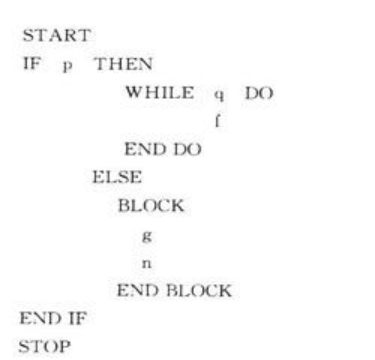 START
IF p THEN
WHILE q DO
f
END DO
ELSE
BLOCK
g
n
END BLOCK
END IF
STOP